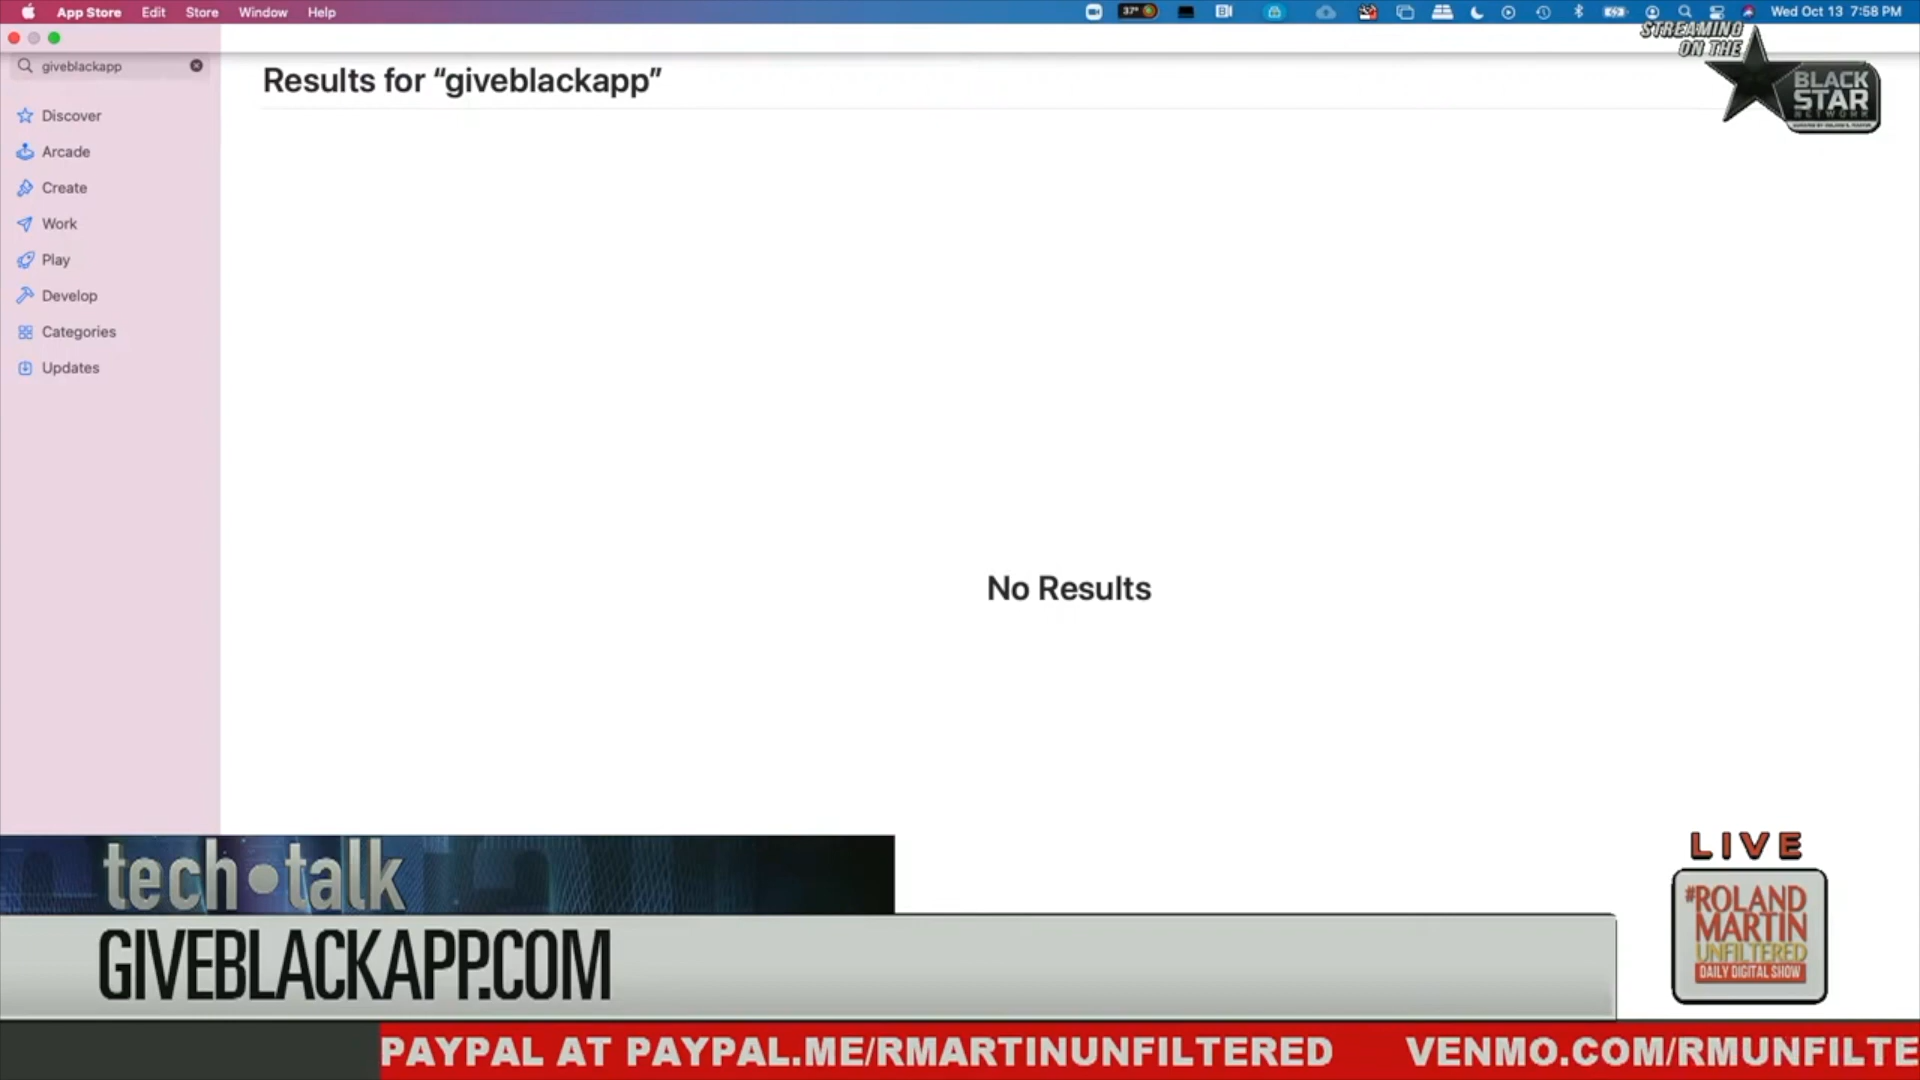 App Store Edit Store Window Help
37° Wed Oct 13 7:58 PM
STREAMING
ON THE
BLACK
STAR
NETWORK
giveblackapp
Results for “giveblackapp”
Discover
Arcade
Create
Work
Play
Develop
Categories
Updates
No Results
tech•talk
GIVEBLACKAPP.COM
LIVE
#ROLAND
MARTIN
UNFILTERED
DAILY DIGITAL SHOW
PAYPAL AT PAYPAL.ME/RMARTINUNFILTERED VENMO.COM/RMUNFILTE